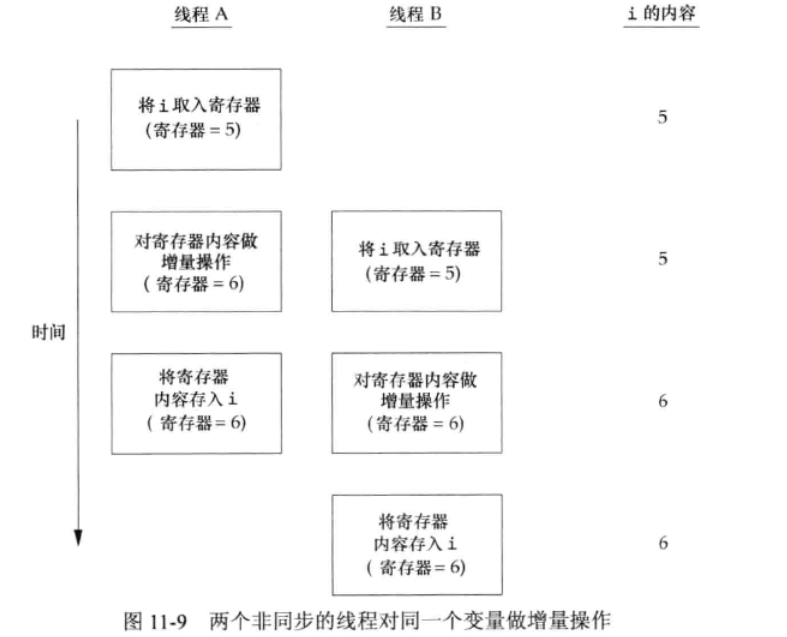 线程 A
线程 B
i 的内容
将 i 取入寄存器
(寄存器 = 5)
5
对寄存器内容做
增量操作
( 寄存器 = 6)
将 i 取入寄存器
(寄存器 = 5)
5
时间
将寄存器
内容存入 i
( 寄存器 = 6)
对寄存器内容做
增量操作
(寄存器 = 6)
6
将寄存器
内容存入 i
( 寄存器 = 6)
6
图 11-9 两个非同步的线程对同一个变量做增量操作